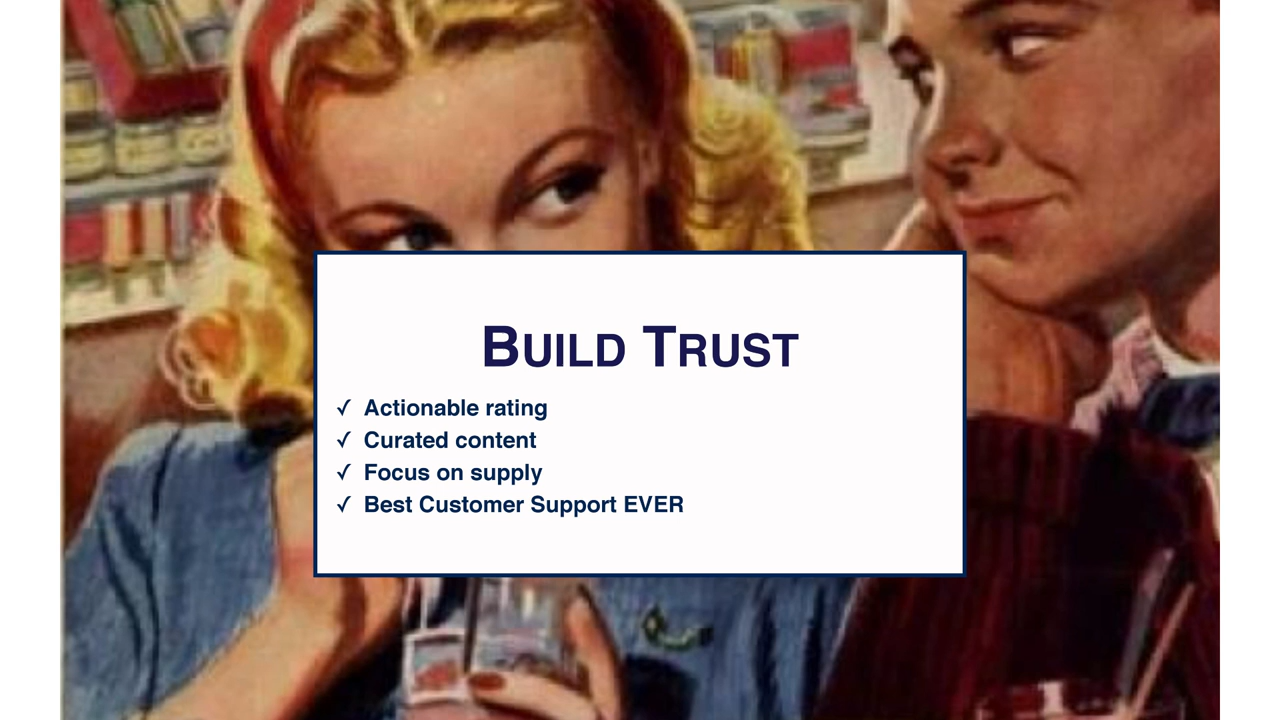 BUILD TRUST
✓ Actionable rating
✓ Curated content
✓ Focus on supply
✓ Best Customer Support EVER